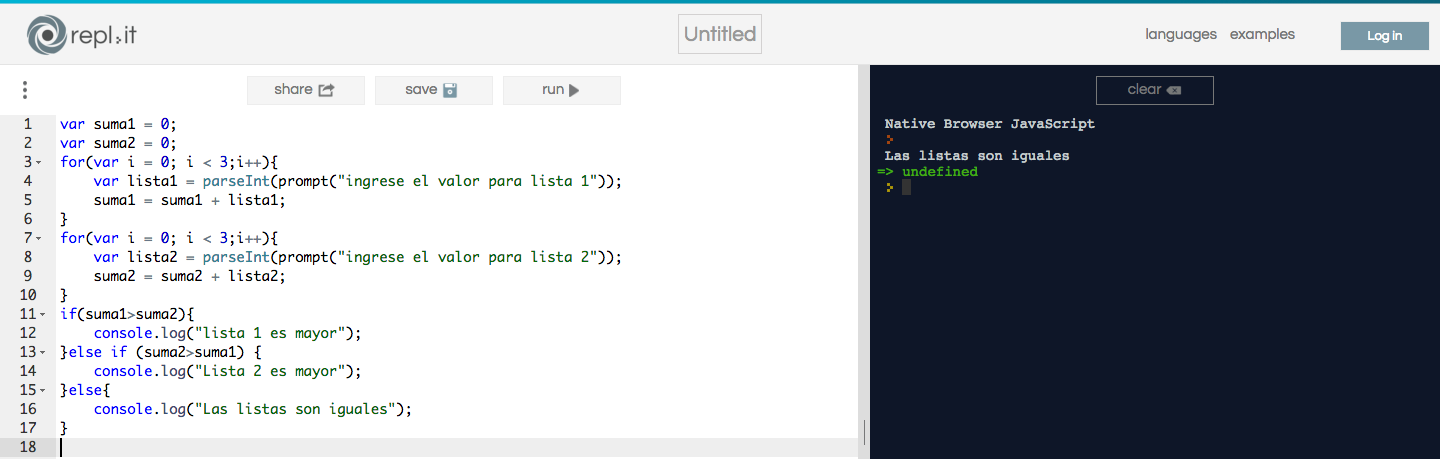 repl.it
Untitled
languages examples Log in
share save run
clear
1 var suma1 = 0;
2 var suma2 = 0;
3 for(var i = 0; i < 3;i++){
4     var lista1 = parseInt(prompt("ingrese el valor para lista 1"));
5     suma1 = suma1 + lista1;
6 }
7 for(var i = 0; i < 3;i++){
8     var lista2 = parseInt(prompt("ingrese el valor para lista 2"));
9     suma2 = suma2 + lista2;
10 }
11 if(suma1>suma2){
12     console.log("lista 1 es mayor");
13 }else if (suma2>suma1) {
14     console.log("Lista 2 es mayor");
15 }else{
16     console.log("Las listas son iguales");
17 }
18
Native Browser JavaScript
Las listas son iguales
=> undefined